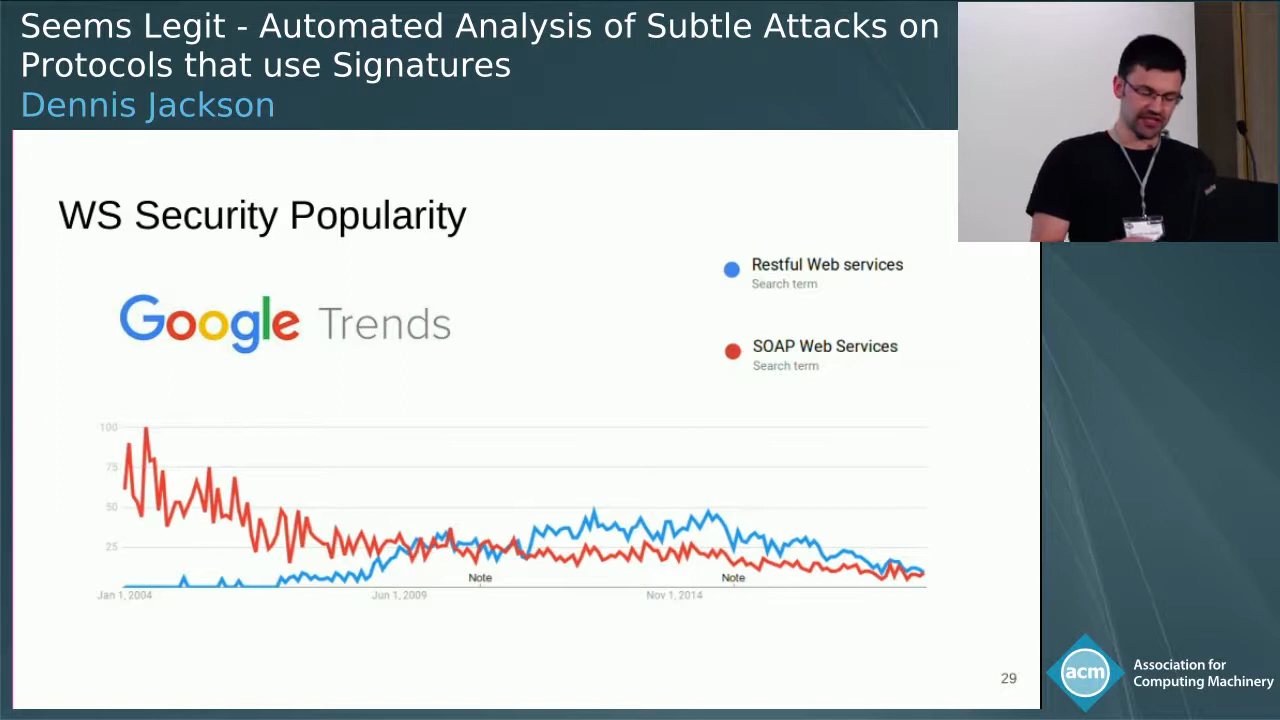 Seems Legit - Automated Analysis of Subtle Attacks on
Protocols that use Signatures
Dennis Jackson
WS Security Popularity
Google Trends
Restful Web services
Search term
SOAP Web Services
Search term
100
75
50
25
Note
Note
Jan 1, 2004
Jun 1, 2009
Nov 1, 2014
29
acm
Association for
Computing Machinery